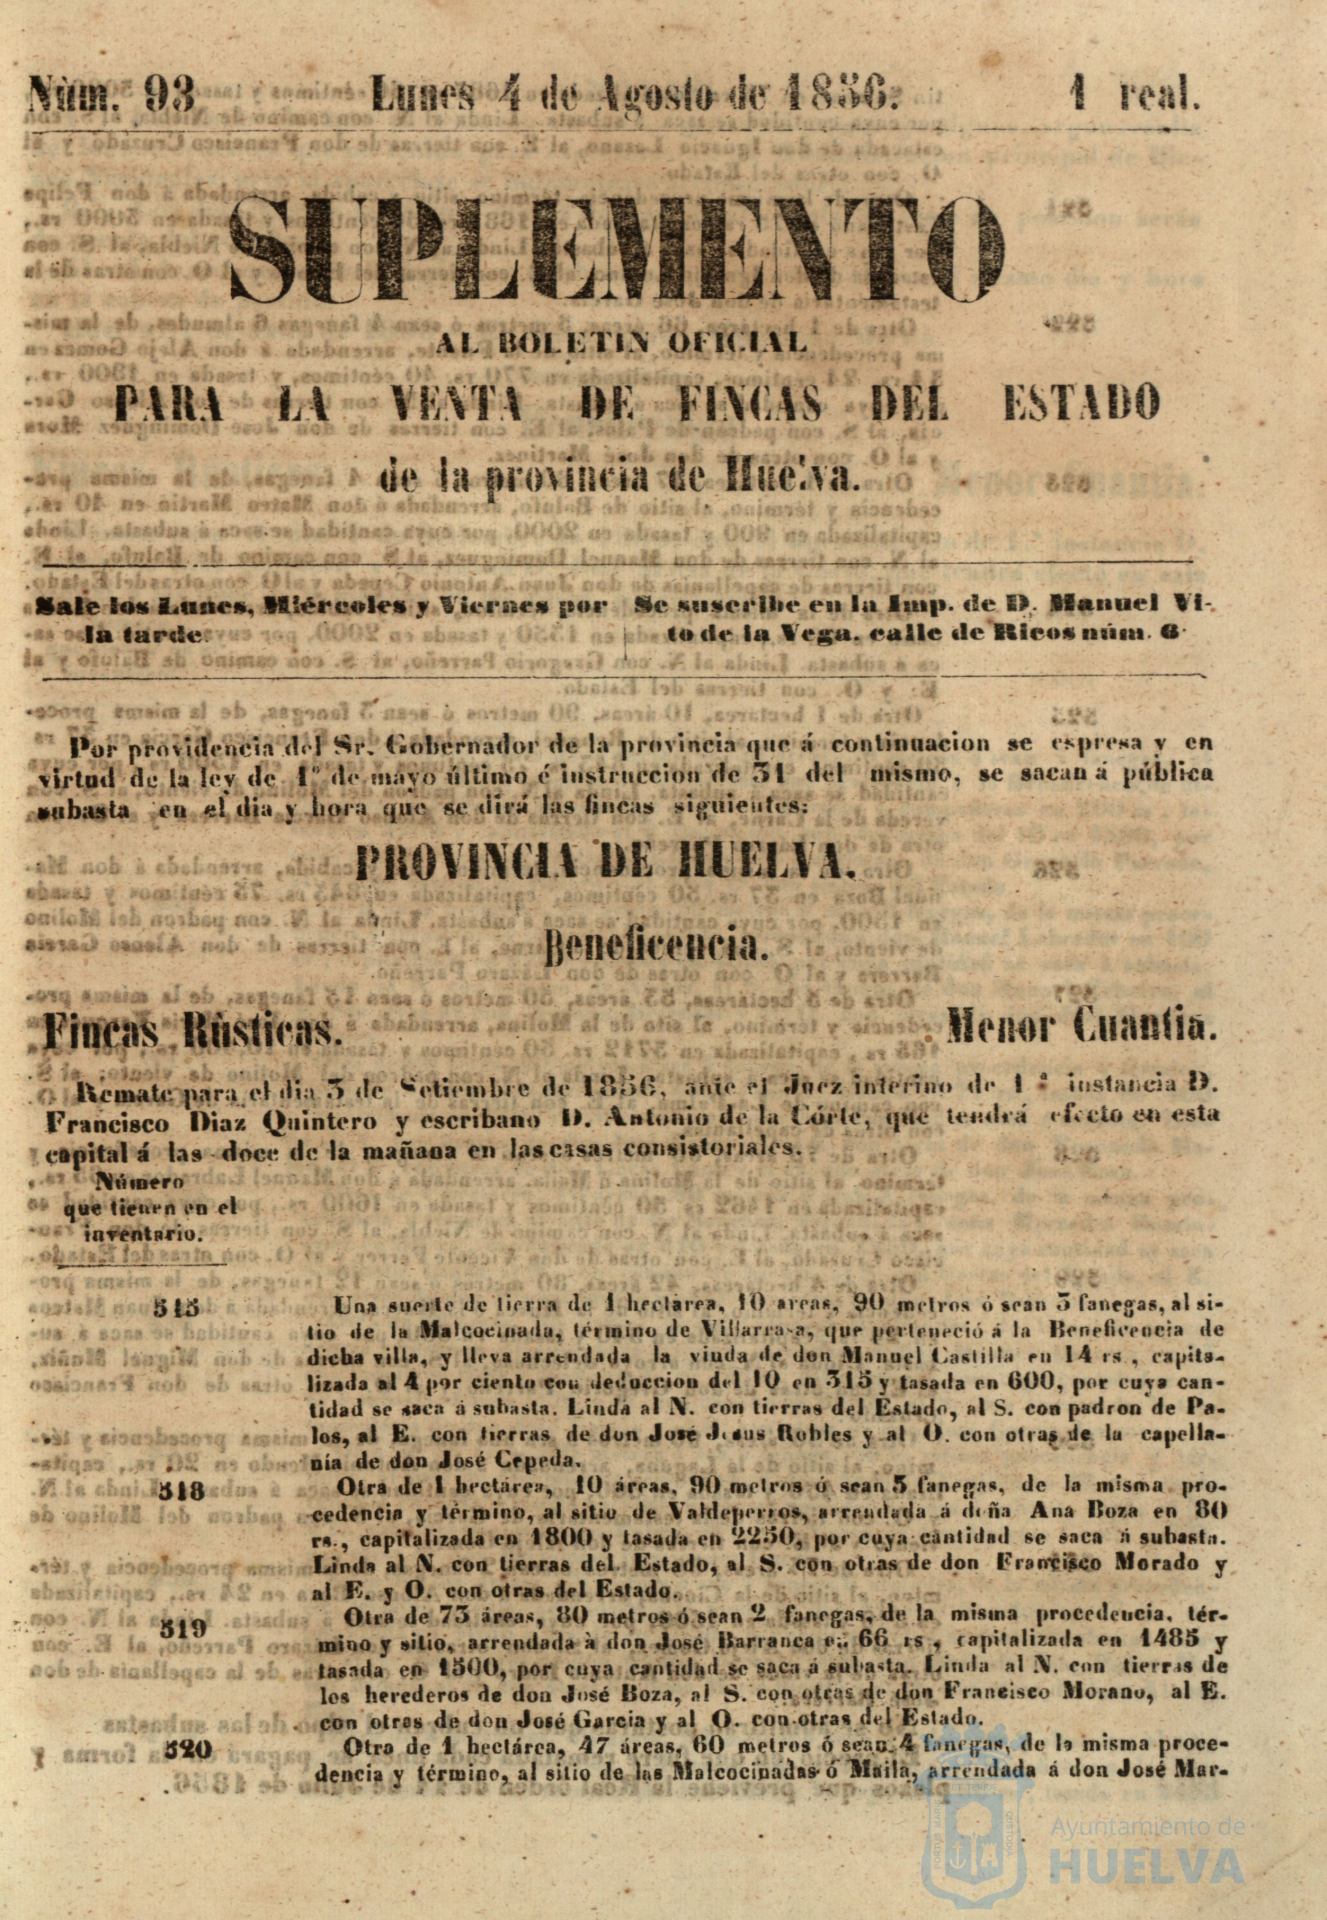 Nùm. 93 Lunes 4 de Agosto de 1856. 1 real.
SUPLEMENTO
AL BOLETIN OFICIAL
PARA LA VENTA DE FINCAS DEL ESTADO
de la provincia de Huelva.
Sale los Lunes, Miércoles y Viernes por
la tarde
Se suscribe en la Imp. de D. Manuel Vi-
to de la Vega. calle de Ricos núm. 6
Por providencia del Sr. Gobernador de la provincia que á continuacion se espresa y en
virtud de la ley de 1º de mayo último é instruccion de 31 del mismo, se sacan á pública
subasta en el dia y hora que se dirá las fincas siguientes:
PROVINCIA DE HUELVA.
Beneficencia.
Fincas Rùsticas. Menor Cuantia.
Remate para el dia 3 de Setiembre de 1856, ante el Juez interino de 1ª instancia D.
Francisco Diaz Quintero y escribano D. Antonio de la Córte, que tendrá efecto en esta
capital á las doce de la mañana en las casas consistoriales.
Número
que tienen en el
inventario.
515 Una suerte de tierra de 1 hectarea, 10 areas, 90 metros ó sean 3 fanegas, al si-
tio de la Malcocinada, término de Villarrasa, que perteneció á la Beneficencia de
dicha villa, y lleva arrendada la viuda de don Manuel Castilla en 14 rs., capita-
lizada al 4 por ciento con deduccion del 10 en 315 y tasada en 600, por cuya can-
tidad se saca á subasta. Linda al N. con tierras del Estado, al S. con padron de Pa-
los, al E. con tierras de don José Jesus Robles y al O. con otras de la capella-
nía de don José Cepeda.
518 Otra de 1 hectárea, 10 áreas, 90 metros ó sean 3 fanegas, de la misma pro-
cedencia y término, al sitio de Valdeperros, arrendada á doña Ana Boza en 80
rs., capitalizada en 1800 y tasada en 2250, por cuya cantidad se saca á subasta.
Linda al N. con tierras del Estado, al S. con otras de don Francisco Morado y
al E. y O. con otras del Estado.
519 Otra de 73 áreas, 80 metros ó sean 2 fanegas, de la misma procedencia, tér-
mino y sitio, arrendada à don José Barranca en 66 rs, capitalizada en 1485 y
tasada en 1500, por cuya cantidad se saca á subasta. Linda al N. con tierras de
los herederos de don José Boza, al S. con otras de don Francisco Morano, al E.
con otras de don José Garcia y al O. con otras del Estado.
520 Otra de 1 hectárea, 47 áreas, 60 metros ó sean 4 fanegas, de la misma proce-
dencia y término, al sitio de las Malcocinadas ó Maila, arrendada á don José Mar-
Ayuntamiento de
HUELVA